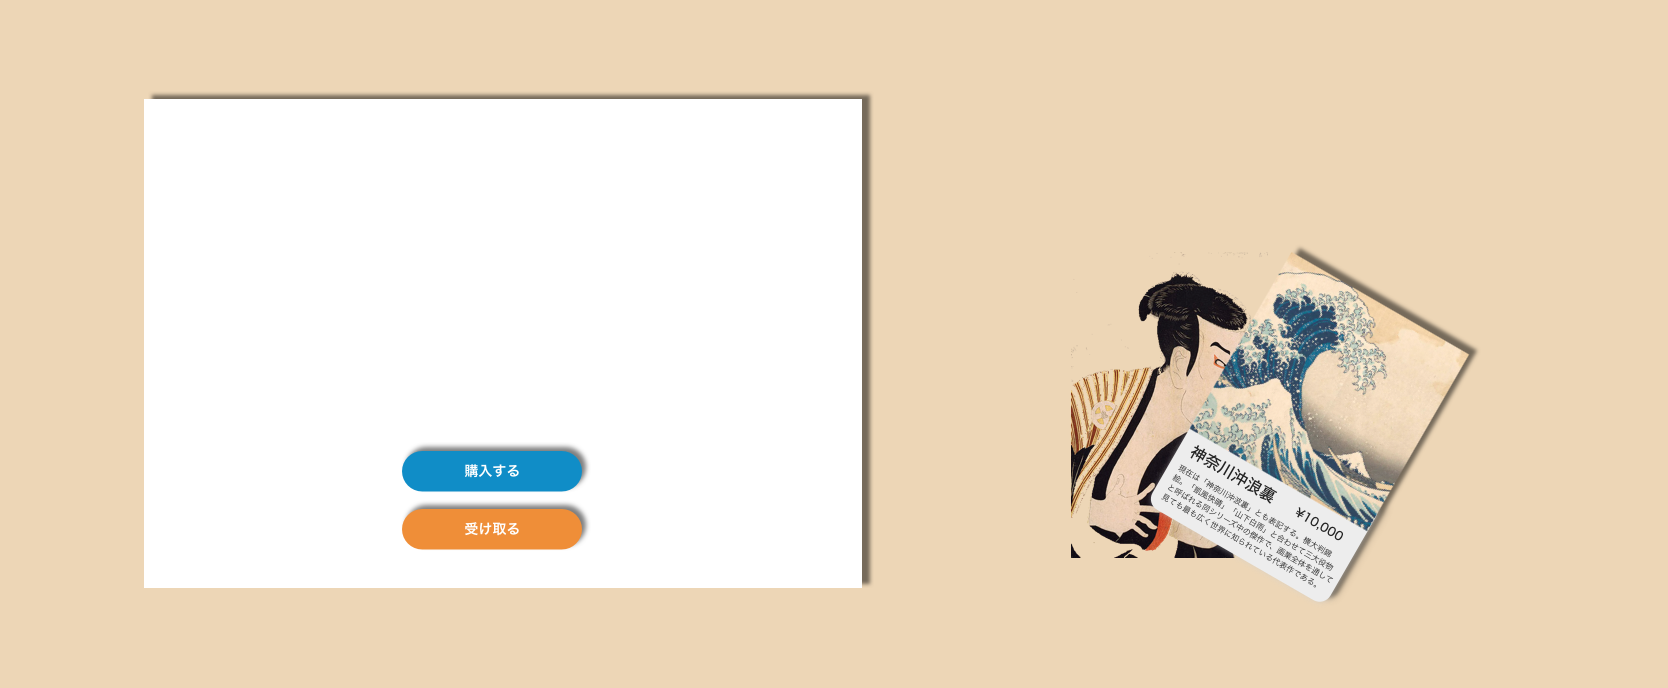 購入する
受け取る
神奈川沖浪裏
¥10,000
現在は「神奈川沖波裏」とも表記する。横大判錦
絵。「凱風快晴」「山下白雨」と合わせて三大役物
と呼ばれる同シリーズ中の傑作で、画業全体を通して
見ても最も広く世界に知られている代表作である。